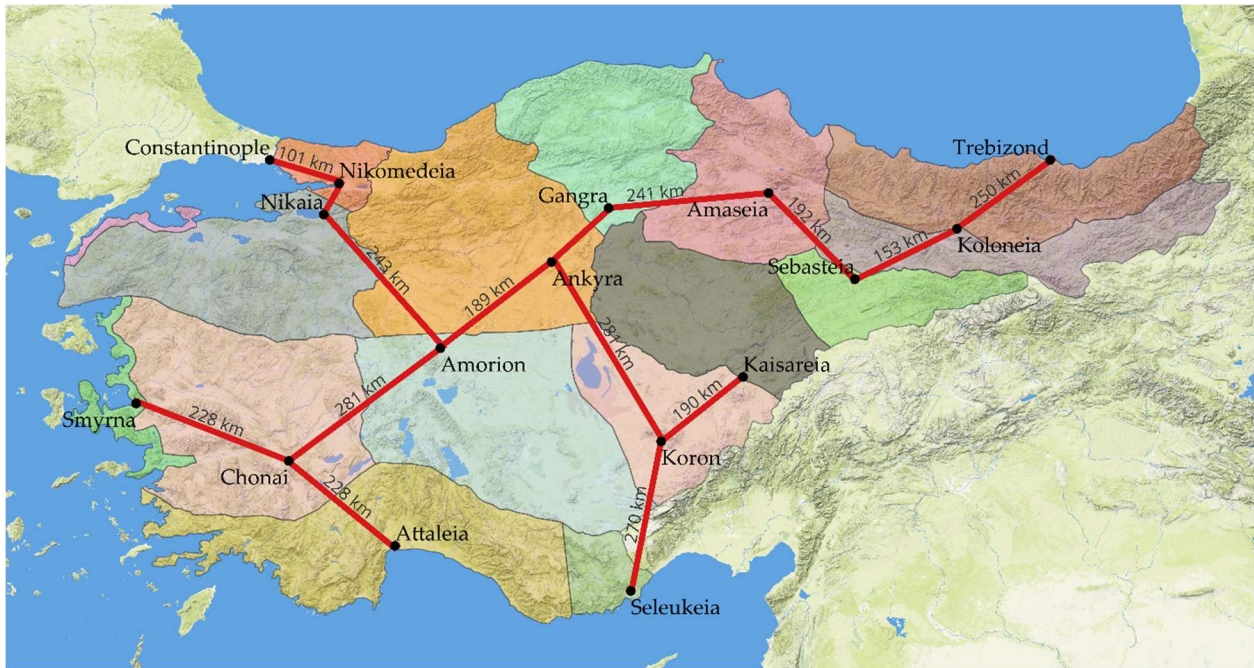 Constantinople
101 km
Nikomedeia
Nikaia
243 km
Gangra
241 km
Amaseia
192 km
Trebizond
250 km
Koloneia
153 km
Sebasteia
Ankyra
189 km
281 km
Amorion
Kaisareia
190 km
Koron
281 km
Smyrna
228 km
Chonai
228 km
Attaleia
270 km
Seleukeia